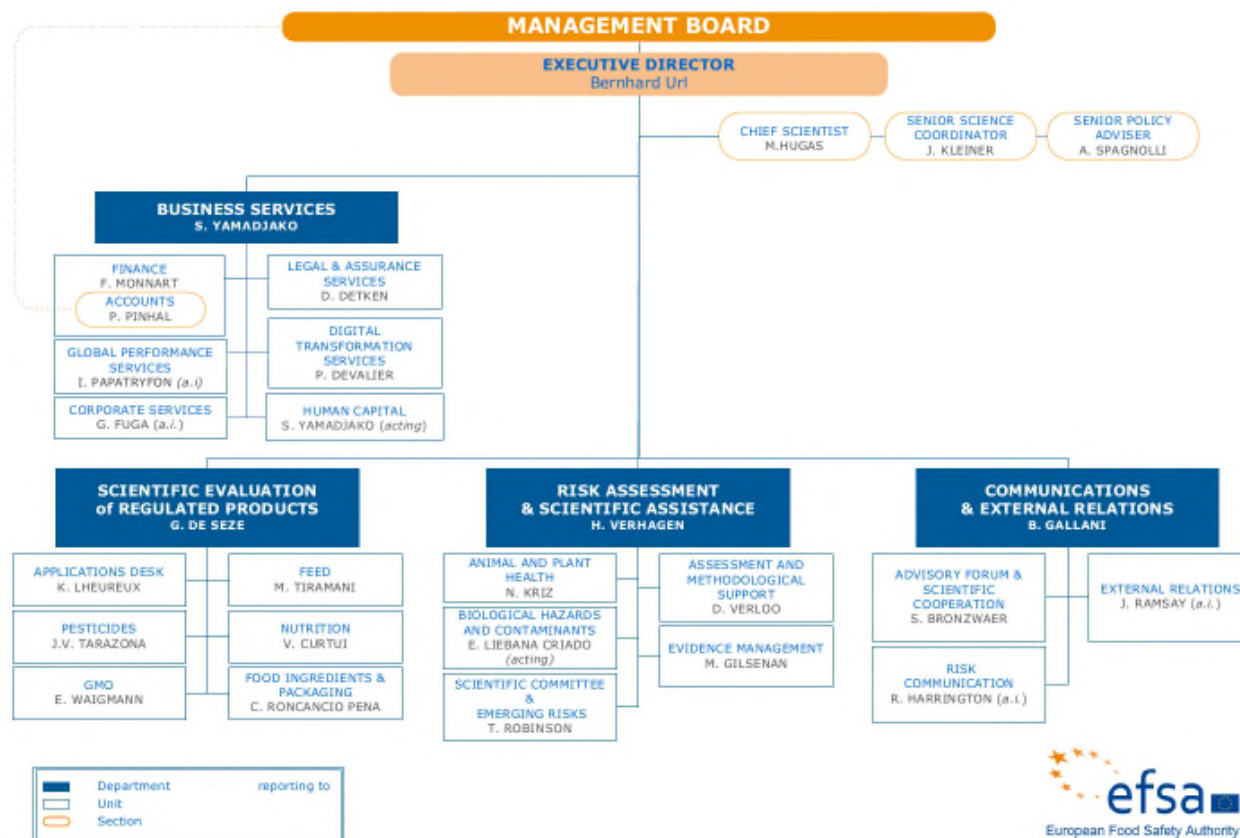 MANAGEMENT BOARD
EXECUTIVE DIRECTOR
Bernhard Url
CHIEF SCIENTIST
M.HUGAS
SENIOR SCIENCE
COORDINATOR
J. KLEINER
SENIOR POLICY
ADVISER
A. SPAGNOLLI
BUSINESS SERVICES
S. YAMADJAKO
FINANCE
F. MONNART
ACCOUNTS
P. PINHAL
LEGAL & ASSURANCE
SERVICES
D. DETKEN
GLOBAL PERFORMANCE
SERVICES
I. PAPATRYFON (a.i)
DIGITAL
TRANSFORMATION
SERVICES
P. DEVALIER
CORPORATE SERVICES
G. FUGA (a.i.)
HUMAN CAPITAL
S. YAMADJAKO (acting)
SCIENTIFIC EVALUATION
of REGULATED PRODUCTS
G. DE SEZE
APPLICATIONS DESK
K. LHEUREUX
FEED
M. TIRAMANI
PESTICIDES
J.V. TARAZONA
NUTRITION
V. CURTUI
GMO
E. WAIGMANN
FOOD INGREDIENTS &
PACKAGING
C. RONCANCIO PENA
RISK ASSESSMENT
& SCIENTIFIC ASSISTANCE
H. VERHAGEN
ANIMAL AND PLANT
HEALTH
N. KRIZ
ASSESSMENT AND
METHODOLOGICAL
SUPPORT
D. VERLOO
BIOLOGICAL HAZARDS
AND CONTAMINANTS
E. LIEBANA CRIADO
(acting)
EVIDENCE MANAGEMENT
M. GILSENAN
SCIENTIFIC COMMITTEE
&
EMERGING RISKS
T. ROBINSON
COMMUNICATIONS
& EXTERNAL RELATIONS
B. GALLANI
ADVISORY FORUM &
SCIENTIFIC
COOPERATION
S. BRONZWAER
EXTERNAL RELATIONS
J. RAMSAY (a.i.)
RISK
COMMUNICATION
R. HARRINGTON (a.i.)
Department reporting to
Unit
Section
efsa
European Food Safety Authority